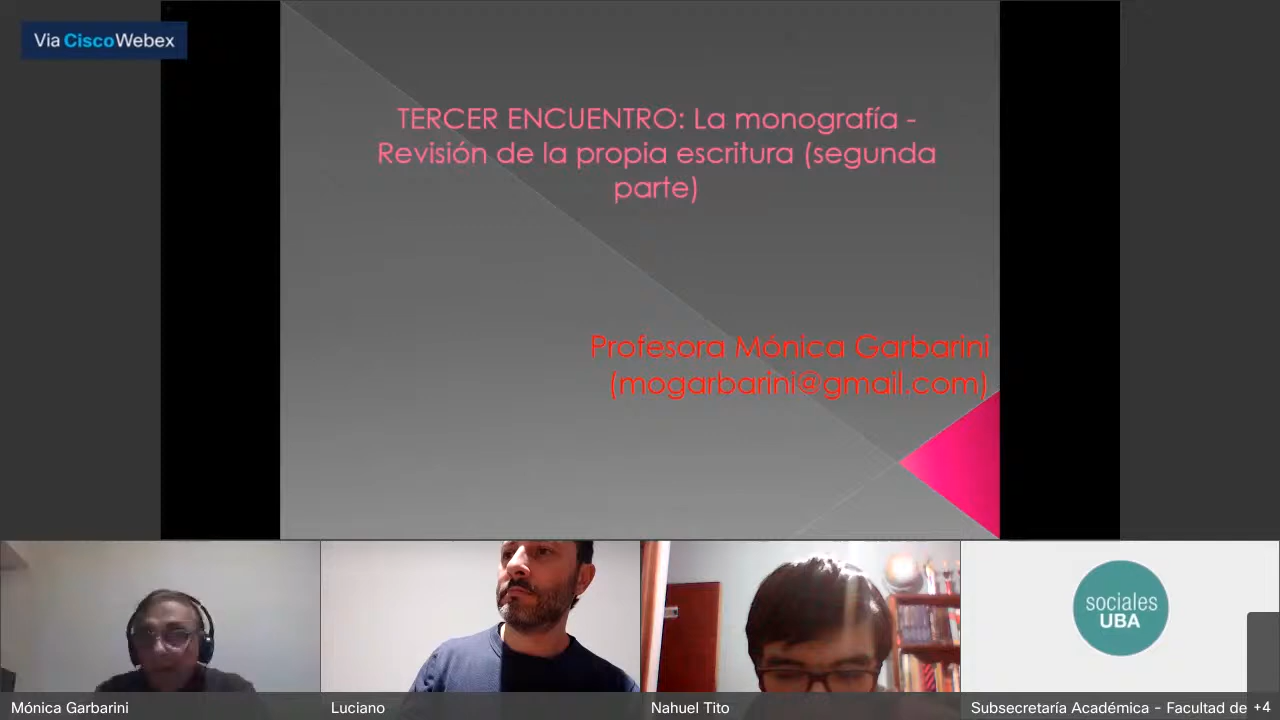 Via CiscoWebex
TERCER ENCUENTRO: La monografía -
Revisión de la propia escritura (segunda
parte)
Profesora Mónica Garbarini
(mogarbarini@gmail.com)
sociales
UBA
Mónica Garbarini
Luciano
Nahuel Tito
Subsecretaría Académica - Facultad de +4